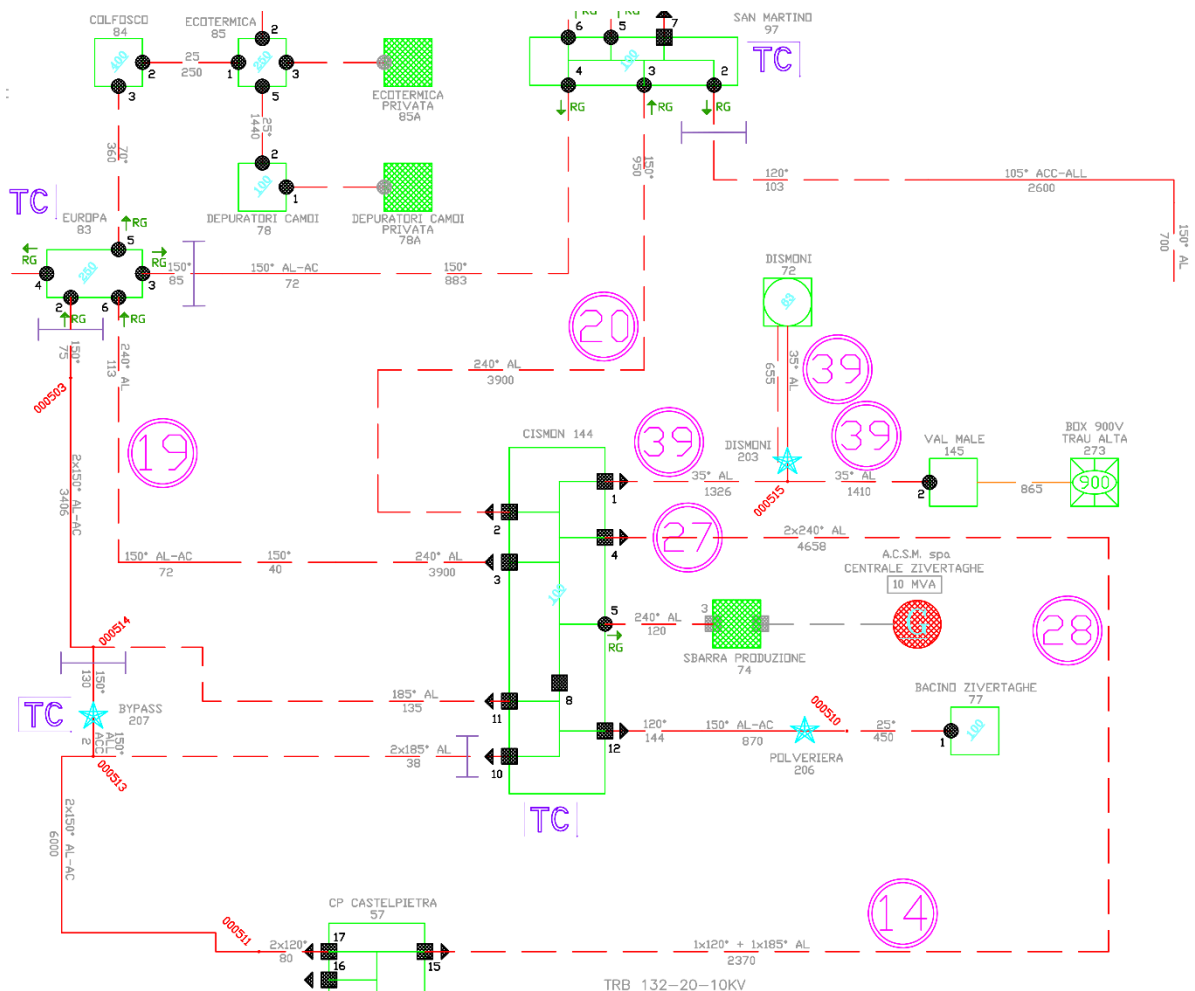 COLFOSCO
84
ECOTERMICA
85
SAN MARTINO
97
TC
RG
RG
6
5
7
2
400
2
3
25
250
1
250
3
5
100
4
3
2
RG
RG
RG
ECOTERMICA
PRIVATA
85A
25°
1440
70°
360
150°
950
120°
103
105° ACC-ALL
2600
2
100
1
TC
EUROPA
83
RG
DEPURATORI CAMOI
78
DEPURATORI CAMOI
PRIVATA
78A
150° AL
700
5
RG
RG
4
250
3
150°
85
150° AL-AC
72
150°
883
DISMONI
72
83
2
6
RG
RG
20
150°
75
240° AL
113
655
35° AL
39
240° AL
3900
000503
19
CISMON 144
39
DISMONI
203
39
VAL MALE
145
BOX 900V
TRAU ALTA
273
2x150° AL-AC
3406
1
35° AL
1326
000515
35° AL
1410
2
865
900
2
27
4
2x240° AL
4658
150° AL-AC
72
150°
40
240° AL
3900
3
A.C.S.M. spa
CENTRALE ZIVERTAGHE
10 MVA
100
5
RG
240° AL
120
3
SBARRA PRODUZIONE
74
G
28
000514
150°
130
TC
BYPASS
207
185° AL
135
11
8
BACINO ZIVERTAGHE
77
000510
120°
144
12
150° AL-AC
870
POLVERIERA
206
25°
450
1
100
150°
ALL
ACC
2
2x185° AL
38
10
000513
TC
2x150° AL-AC
6000
CP CASTELPIETRA
57
14
000511
2x120°
80
17
16
15
1x120° + 1x185° AL
2370
TRB 132-20-10KV